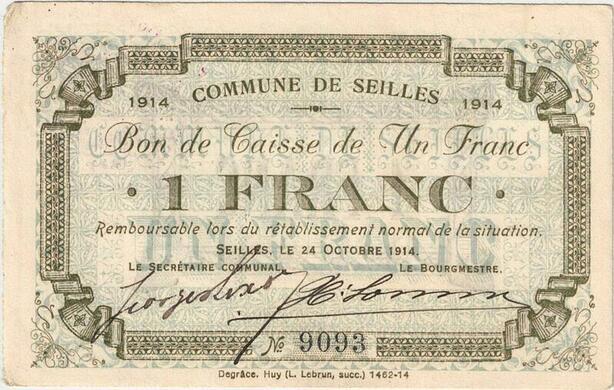 COMMUNE DE SEILLES
1914 1914
Bon de Caisse de Un Franc
· 1 FRANC ·
Remboursable lors du rétablissement normal de la situation.
SEILLES, LE 24 OCTOBRE 1914.
LE SECRÉTAIRE COMMUNAL, LE BOURGMESTRE,
№ 9093
Degrâce, Huy (L. Lebrun, succ.) 1462-14